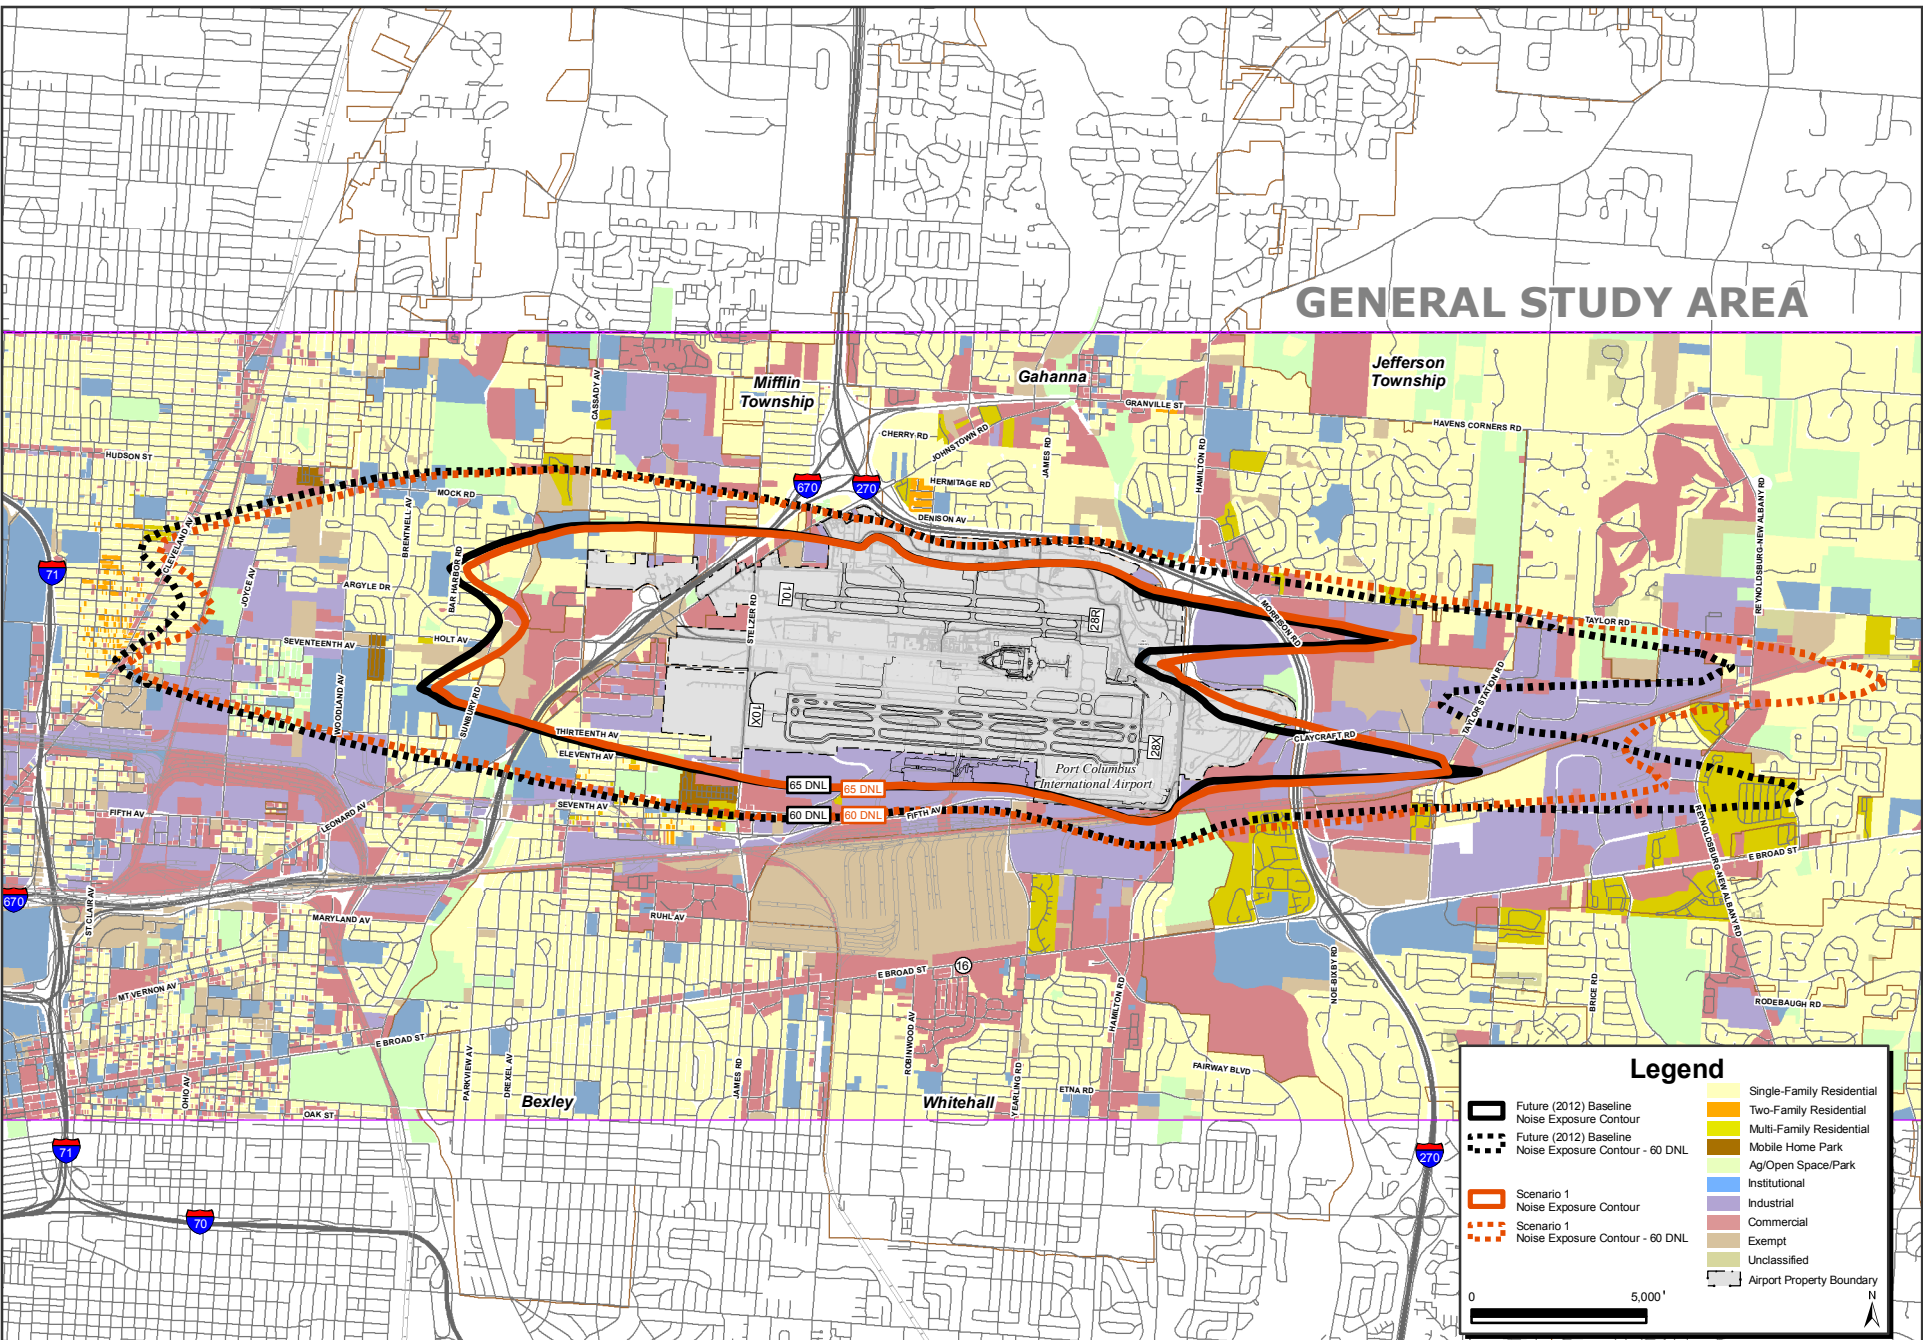 GENERAL STUDY AREA
Jefferson
Township
Gahanna
Mifflin
Township
CASSADY AV
GRANVILLE ST
HAVENS CORNERS RD
CHERRY RD
JOHNSTOWN RD
JAMES RD
HAMILTON RD
HUDSON ST
MOCK RD
670
270
HERMITAGE RD
DENISON AV
REYNOLDSBURG-NEW ALBANY RD
CLEVELAND AV
BRENTNELL AV
BAR HARBOR RD
71
JOYCE AV
ARGYLE DR
10L
STELZER RD
28R
MORRISON RD
TAYLOR RD
SEVENTEENTH AV
HOLT AV
WOODLAND AV
SUNBURY RD
TAYLOR STATION RD
10X
28X
THIRTEENTH AV
ELEVENTH AV
CLAYCRAFT RD
Port Columbus
International Airport
65 DNL
65 DNL
60 DNL
60 DNL
FIFTH AV
SEVENTH AV
FIFTH AV
LEONARD AV
REYNOLDSBURG-NEW ALBANY RD
E BROAD ST
670
ST CLAIR AV
MARYLAND AV
RUHL AV
E BROAD ST
16
MT VERNON AV
NOE-BIXBY RD
BRICE RD
RODEBAUGH RD
HAMILTON RD
ROBINWOOD AV
E BROAD ST
PARKVIEW AV
DREXEL AV
JAMES RD
YEARLING RD
FAIRWAY BLVD
ETNA RD
OHIO AV
OAK ST
Bexley
Whitehall
71
270
70
Legend
Future (2012) Baseline
Noise Exposure Contour
Future (2012) Baseline
Noise Exposure Contour - 60 DNL
Scenario 1
Noise Exposure Contour
Scenario 1
Noise Exposure Contour - 60 DNL
Single-Family Residential
Two-Family Residential
Multi-Family Residential
Mobile Home Park
Ag/Open Space/Park
Institutional
Industrial
Commercial
Exempt
Unclassified
Airport Property Boundary
0 5,000'
N